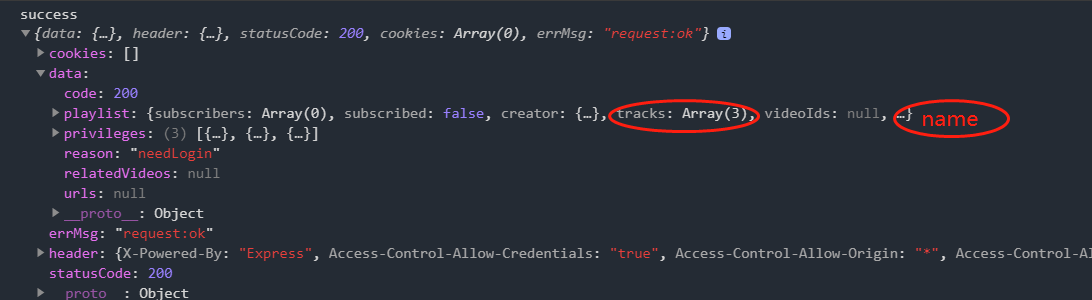 success
{data: {…}, header: {…}, statusCode: 200, cookies: Array(0), errMsg: "request:ok"} i
cookies: []
data:
code: 200
playlist: {subscribers: Array(0), subscribed: false, creator: {…}, tracks: Array(3), videoIds: null, …} name
privileges: (3) [{…}, {…}, {…}]
reason: "needLogin"
relatedVideos: null
urls: null
__proto__: Object
errMsg: "request:ok"
header: {X-Powered-By: "Express", Access-Control-Allow-Credentials: "true", Access-Control-Allow-Origin: "*", Access-Control-Al
statusCode: 200
__proto__: Object